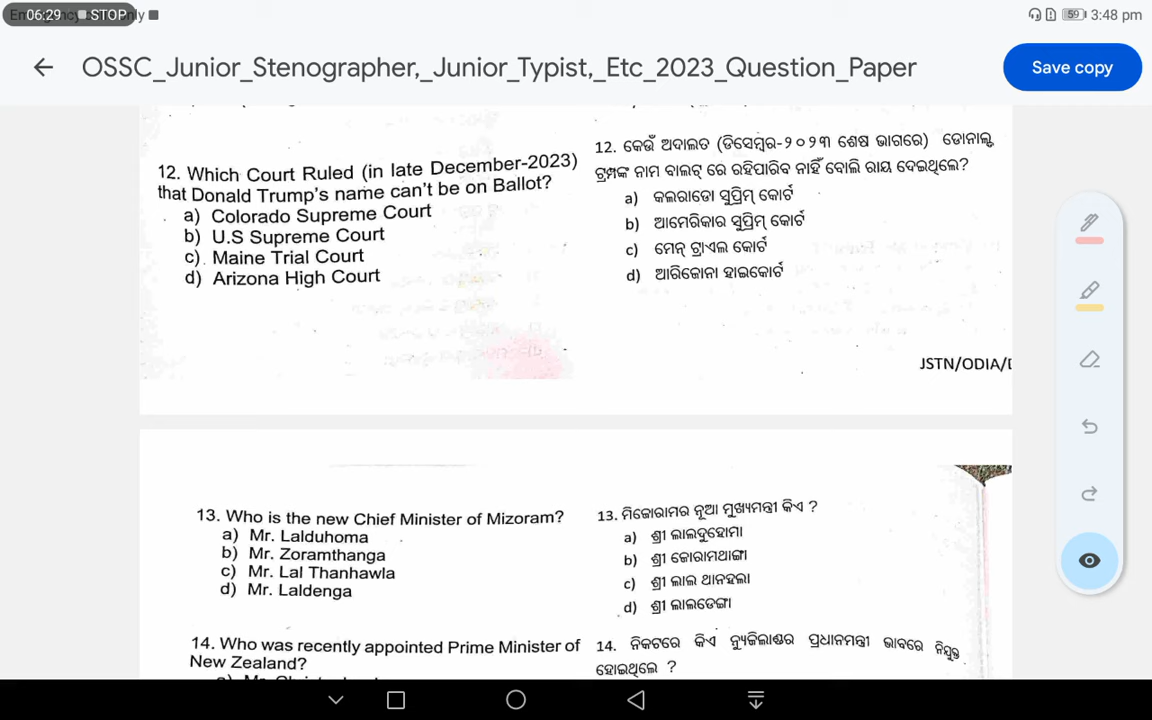 06:29 STOP
59 3:48 pm
OSSC_Junior_Stenographer,_Junior_Typist,_Etc_2023_Question_Paper
Save copy
12. Which Court Ruled (in late December-2023)
that Donald Trump's name can't be on Ballot?
a) Colorado Supreme Court
b) U.S Supreme Court
c) . Maine Trial Court
d) Arizona High Court
12. କେଉଁ ଅଦାଲତ (ଡିସେମ୍ବର-୨୦୨୩ ଶେଷ ଭାଗରେ) ଡୋନାଲ୍ଡ
ଟ୍ରମ୍ପଙ୍କ ନାମ ବାଲଟ୍ ରେ ରହିପାରିବ ନାହିଁ ବୋଲି ରାୟ ଦେଇଥିଲେ?
a) କଲରାଡୋ ସୁପ୍ରିମ୍ କୋର୍ଟ
b) ଆମେରିକାର ସୁପ୍ରିମ୍ କୋର୍ଟ
c) ମେନ୍ ଟ୍ରାଏଲ କୋର୍ଟ
d) ଆରିଜୋନା ହାଇକୋର୍ଟ
JSTN/ODIA/
13. Who is the new Chief Minister of Mizoram?
a) Mr. Lalduhoma
b) Mr. Zoramthanga
c) Mr. Lal Thanhawla
d) Mr. Laldenga
13. ମିଜୋରାମର ନୂଆ ମୁଖ୍ୟମନ୍ତ୍ରୀ କିଏ ?
a) ଶ୍ରୀ ଲାଲଦୁହୋମା
b) ଶ୍ରୀ ଜୋରାମଥାଙ୍ଗା
c) ଶ୍ରୀ ଲାଲ ଥାନହଲା
d) ଶ୍ରୀ ଲାଲଡେଙ୍ଗା
14. Who was recently appointed Prime Minister of
New Zealand?
14. ନିକଟରେ କିଏ ନ୍ୟୁଜିଲାଣ୍ଡର ପ୍ରଧାନମନ୍ତ୍ରୀ ଭାବରେ ନିଯୁକ୍ତ
ହୋଇଥିଲେ ?